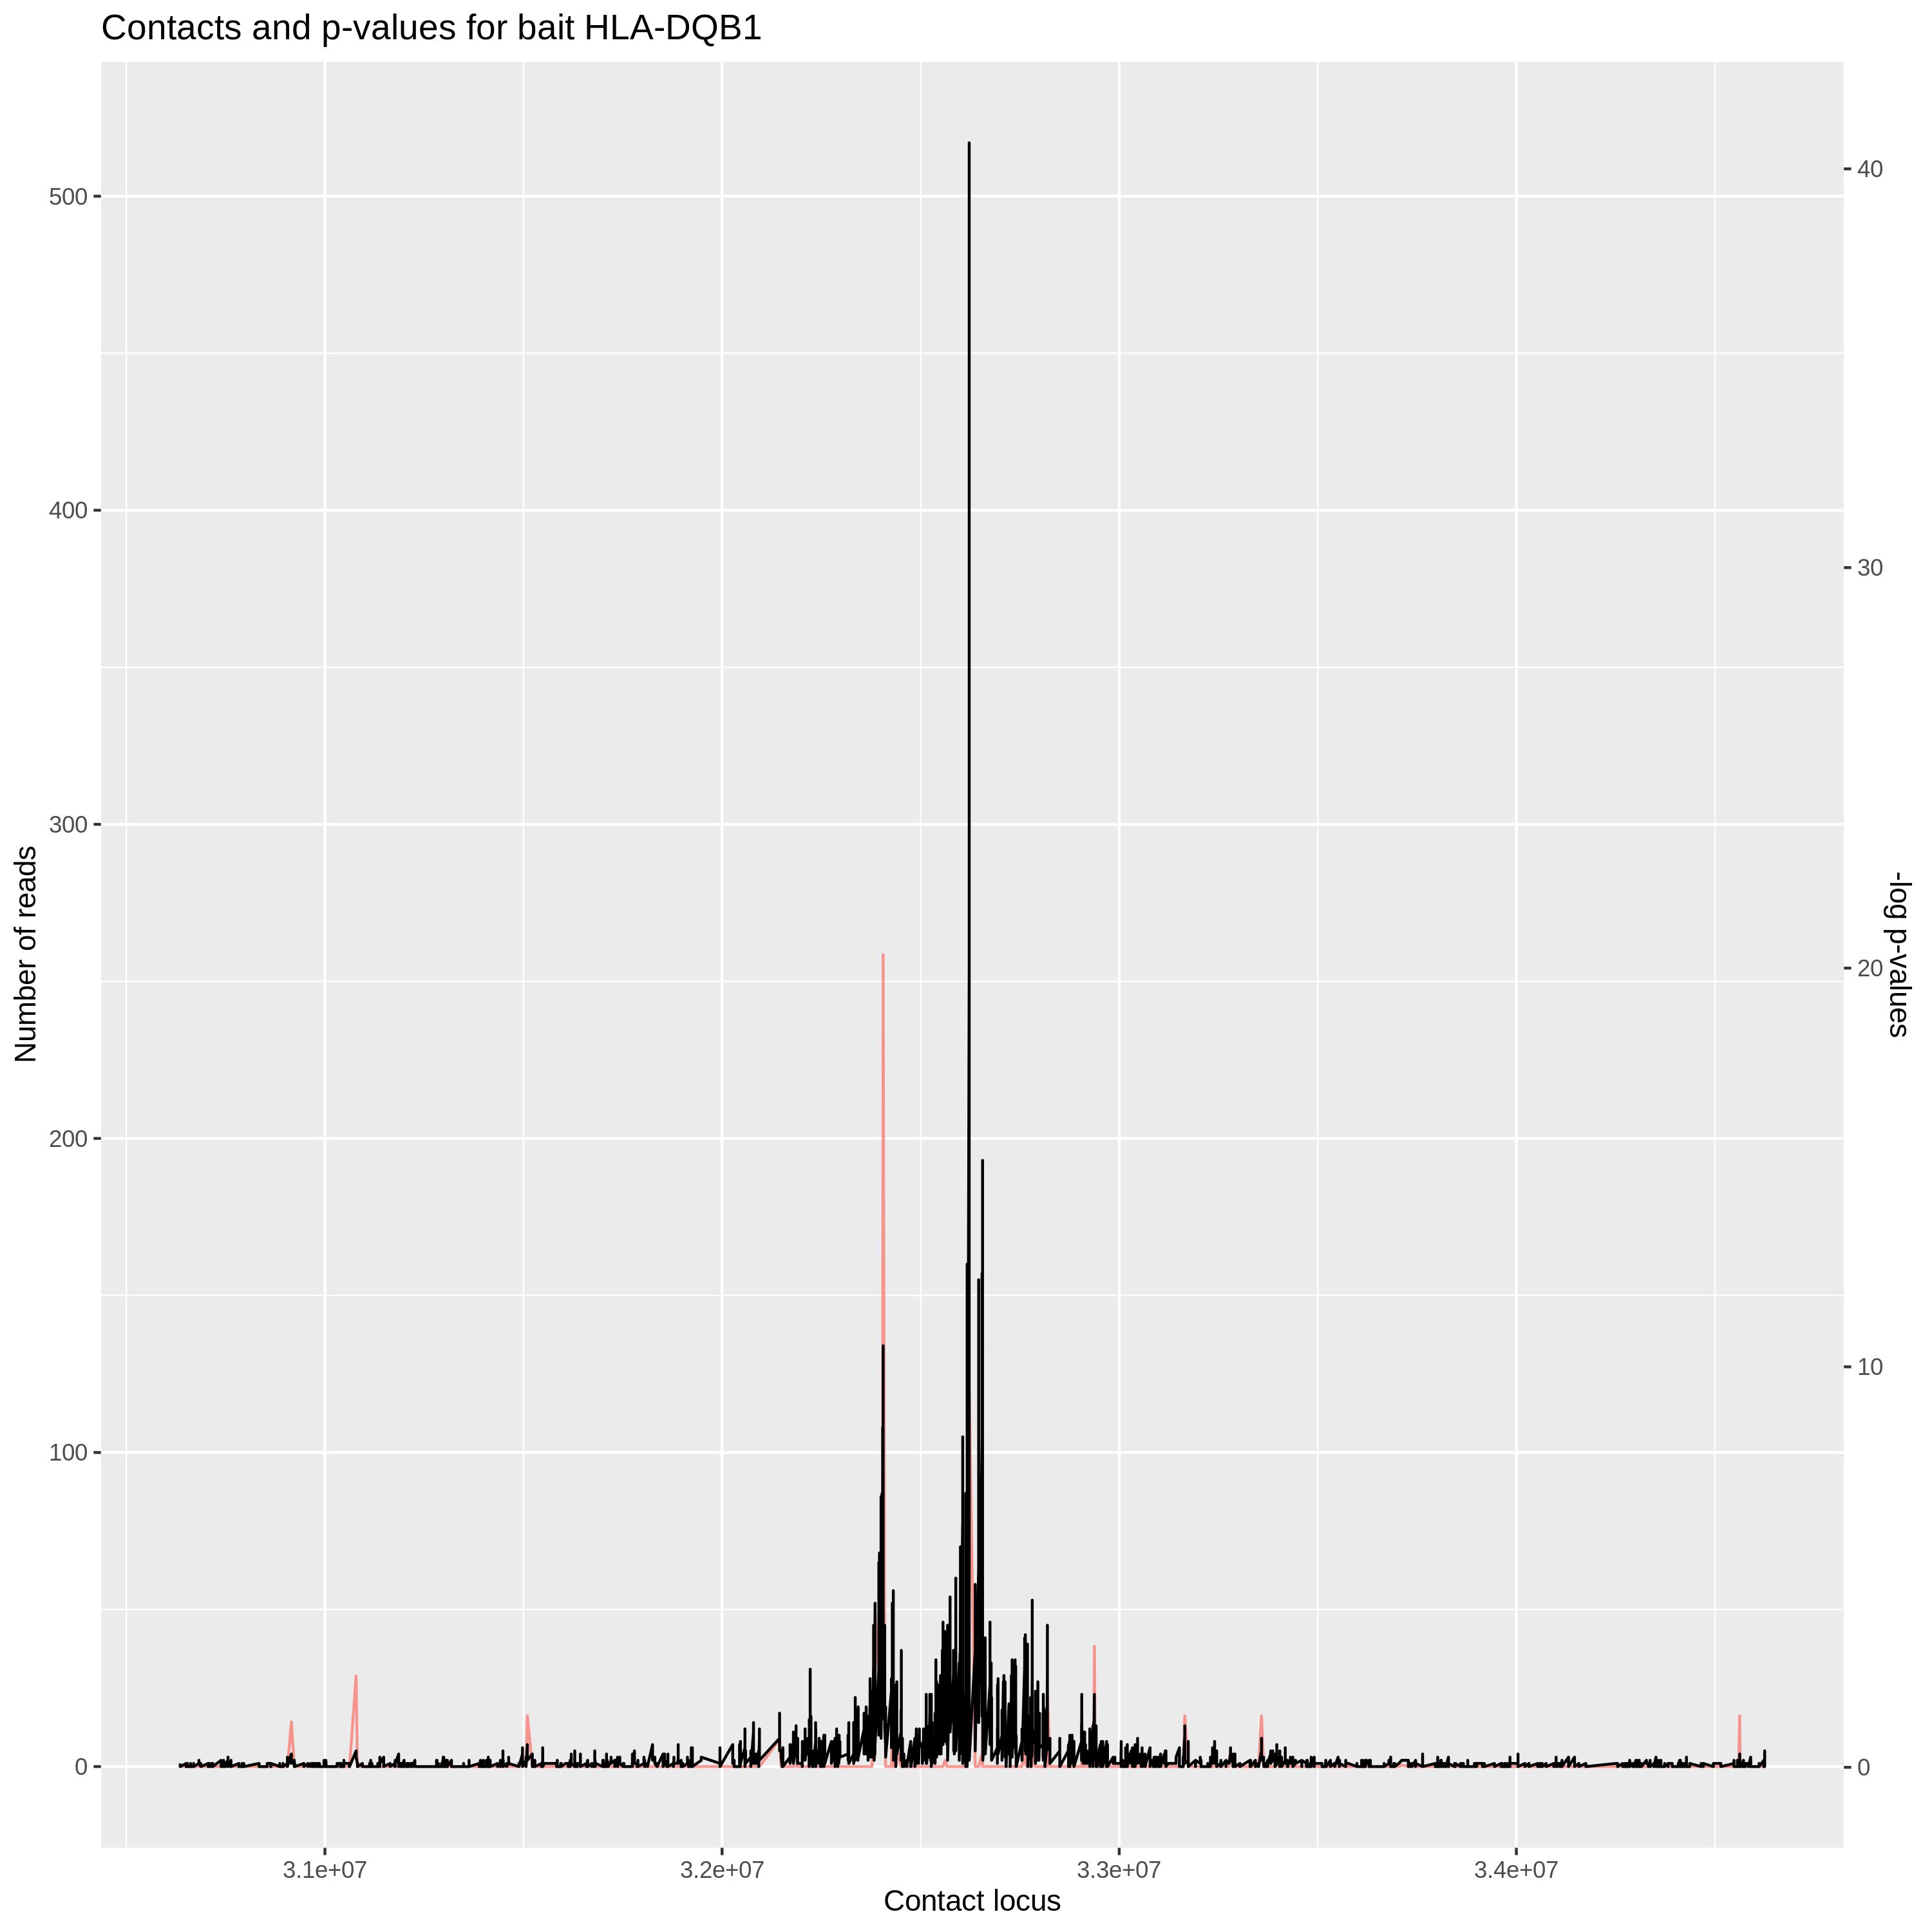 Contacts and p-values for bait HLA-DQB1
500
400
300
200
100
0
Number of reads
40
30
20
10
0
-log p-values
3.1e+07
3.2e+07
3.3e+07
3.4e+07
Contact locus